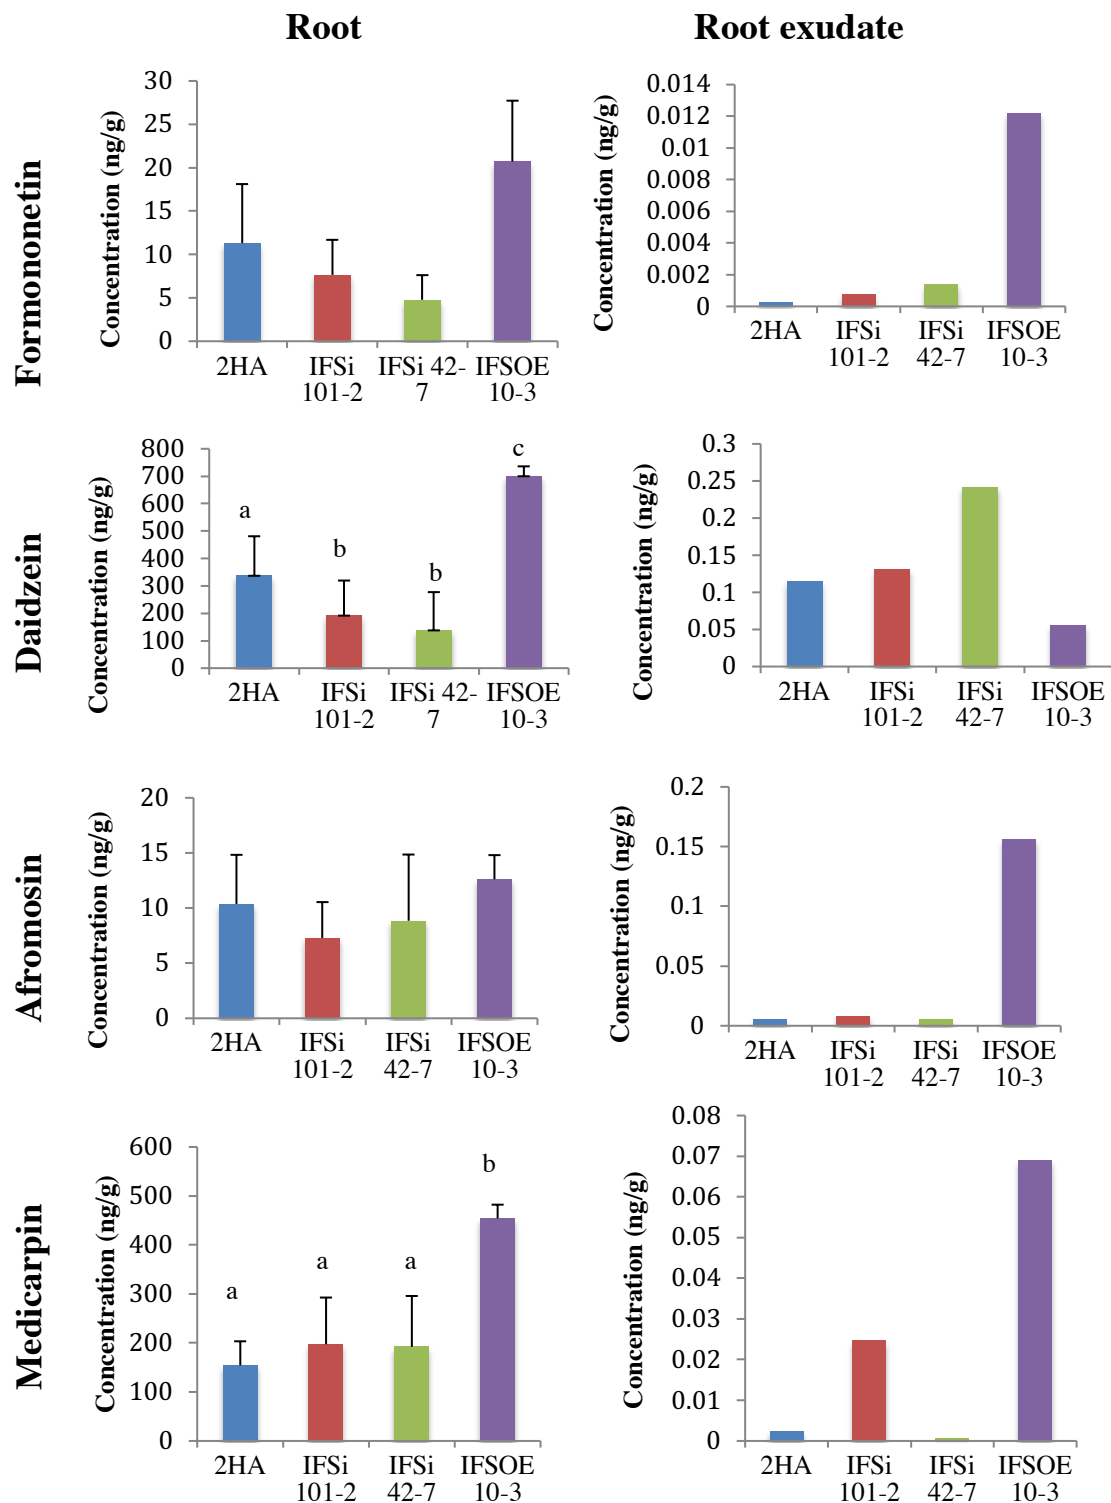 Root
Root exudate
Formononetin
Concentration (ng/g)
30
25
20
15
10
5
0
2HA
IFSi
101-2
IFSi 42-
7
IFSOE
10-3
Concentration (ng/g)
0.014
0.012
0.01
0.008
0.006
0.004
0.002
0
2HA
IFSi
101-2
IFSi
42-7
IFSOE
10-3
Daidzein
Concentration (ng/g)
800
700
600
500
400
300
200
100
0
a
b
b
c
2HA
IFSi
101-2
IFSi 42-
7
IFSOE
10-3
Concentration (ng/g)
0.3
0.25
0.2
0.15
0.1
0.05
0
2HA
IFSi
101-2
IFSi
42-7
IFSOE
10-3
Afromosin
Concentration (ng/g)
20
15
10
5
0
2HA
IFSi
101-2
IFSi
42-7
IFSOE
10-3
Concentration (ng/g)
0.2
0.15
0.1
0.05
0
2HA
IFSi
101-2
IFSi
42-7
IFSOE
10-3
Medicarpin
Concentration (ng/g)
600
500
400
300
200
100
0
a
a
a
b
2HA
IFSi
101-2
IFSi
42-7
IFSOE
10-3
Concentration (ng/g)
0.08
0.07
0.06
0.05
0.04
0.03
0.02
0.01
0
2HA
IFSi
101-2
IFSi
42-7
IFSOE
10-3